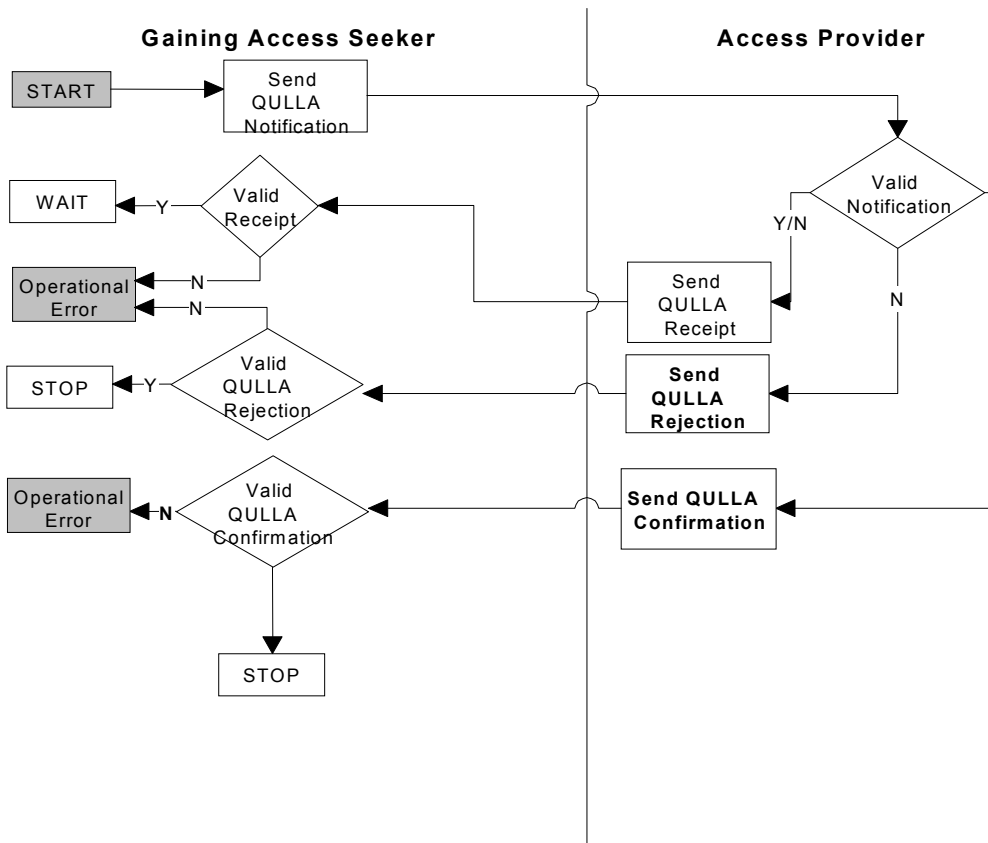 Gaining Access Seeker
Access Provider
START
Send
QULLA
Notification
Valid
Notification
WAIT
Y
Valid
Receipt
Y/N
N
Operational
Error
N
N
Send
QULLA
Receipt
STOP
Y
Valid
QULLA
Rejection
Send
QULLA
Rejection
Operational
Error
N
Valid
QULLA
Confirmation
Send QULLA
Confirmation
STOP